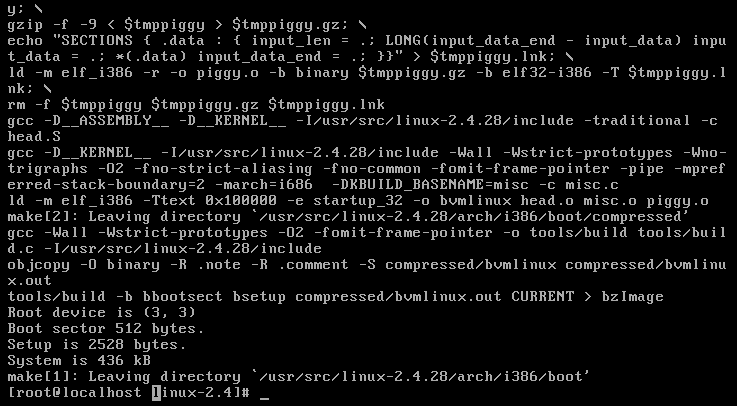 y; \
gzip -f -9 < $tmppiggy > $tmppiggy.gz; \
echo "SECTIONS { .data : { input_len = .; LONG(input_data_end - input_data) inpu
t_data = .; *(.data) input_data_end = .; }}" > $tmppiggy.lnk; \
ld -m elf_i386 -r -o piggy.o -b binary $tmppiggy.gz -b elf32-i386 -T $tmppiggy.l
nk; \
rm -f $tmppiggy $tmppiggy.gz $tmppiggy.lnk
gcc -D__ASSEMBLY__ -D__KERNEL__ -I/usr/src/linux-2.4.28/include -traditional -c
head.S
gcc -D__KERNEL__ -I/usr/src/linux-2.4.28/include -Wall -Wstrict-prototypes -Wno-
trigraphs -O2 -fno-strict-aliasing -fno-common -fomit-frame-pointer -pipe -mpref
erred-stack-boundary=2 -march=i686  -DKBUILD_BASENAME=misc -c misc.c
ld -m elf_i386 -Ttext 0x100000 -e startup_32 -o bvmlinux head.o misc.o piggy.o
make[2]: Leaving directory `/usr/src/linux-2.4.28/arch/i386/boot/compressed'
gcc -Wall -Wstrict-prototypes -O2 -fomit-frame-pointer -o tools/build tools/buil
d.c -I/usr/src/linux-2.4.28/include
objcopy -O binary -R .note -R .comment -S compressed/bvmlinux compressed/bvmlinu
x.out
tools/build -b bbootsect bsetup compressed/bvmlinux.out CURRENT > bzImage
Root device is (3, 3)
Boot sector 512 bytes.
Setup is 2528 bytes.
System is 436 kB
make[1]: Leaving directory `/usr/src/linux-2.4.28/arch/i386/boot'
[root@localhost linux-2.4]# _